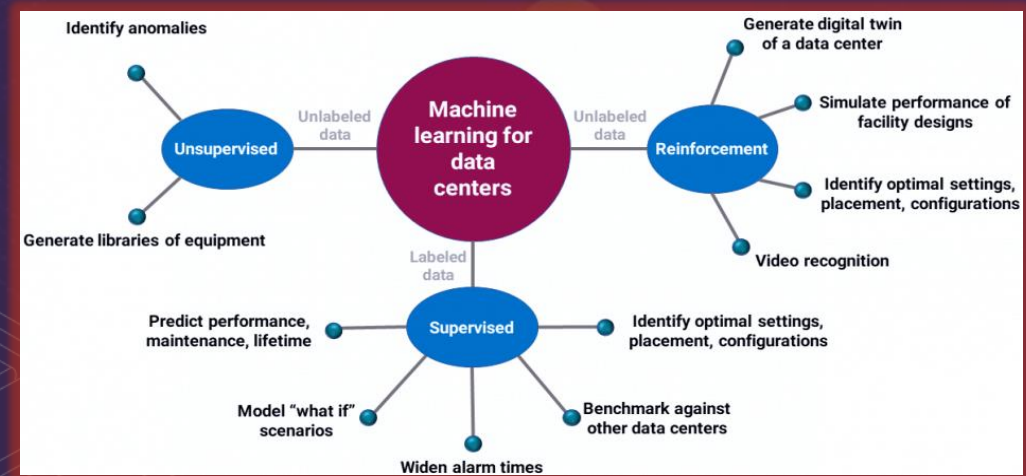 Identify anomalies
Unlabeled
data
Unsupervised
Generate libraries of equipment
Machine
learning for
data
centers
Unlabeled
data
Reinforcement
Generate digital twin
of a data center
Simulate performance of
facility designs
Identify optimal settings,
placement, configurations
Video recognition
Labeled
data
Supervised
Predict performance,
maintenance, lifetime
Model “what if”
scenarios
Widen alarm times
Benchmark against
other data centers
Identify optimal settings,
placement, configurations